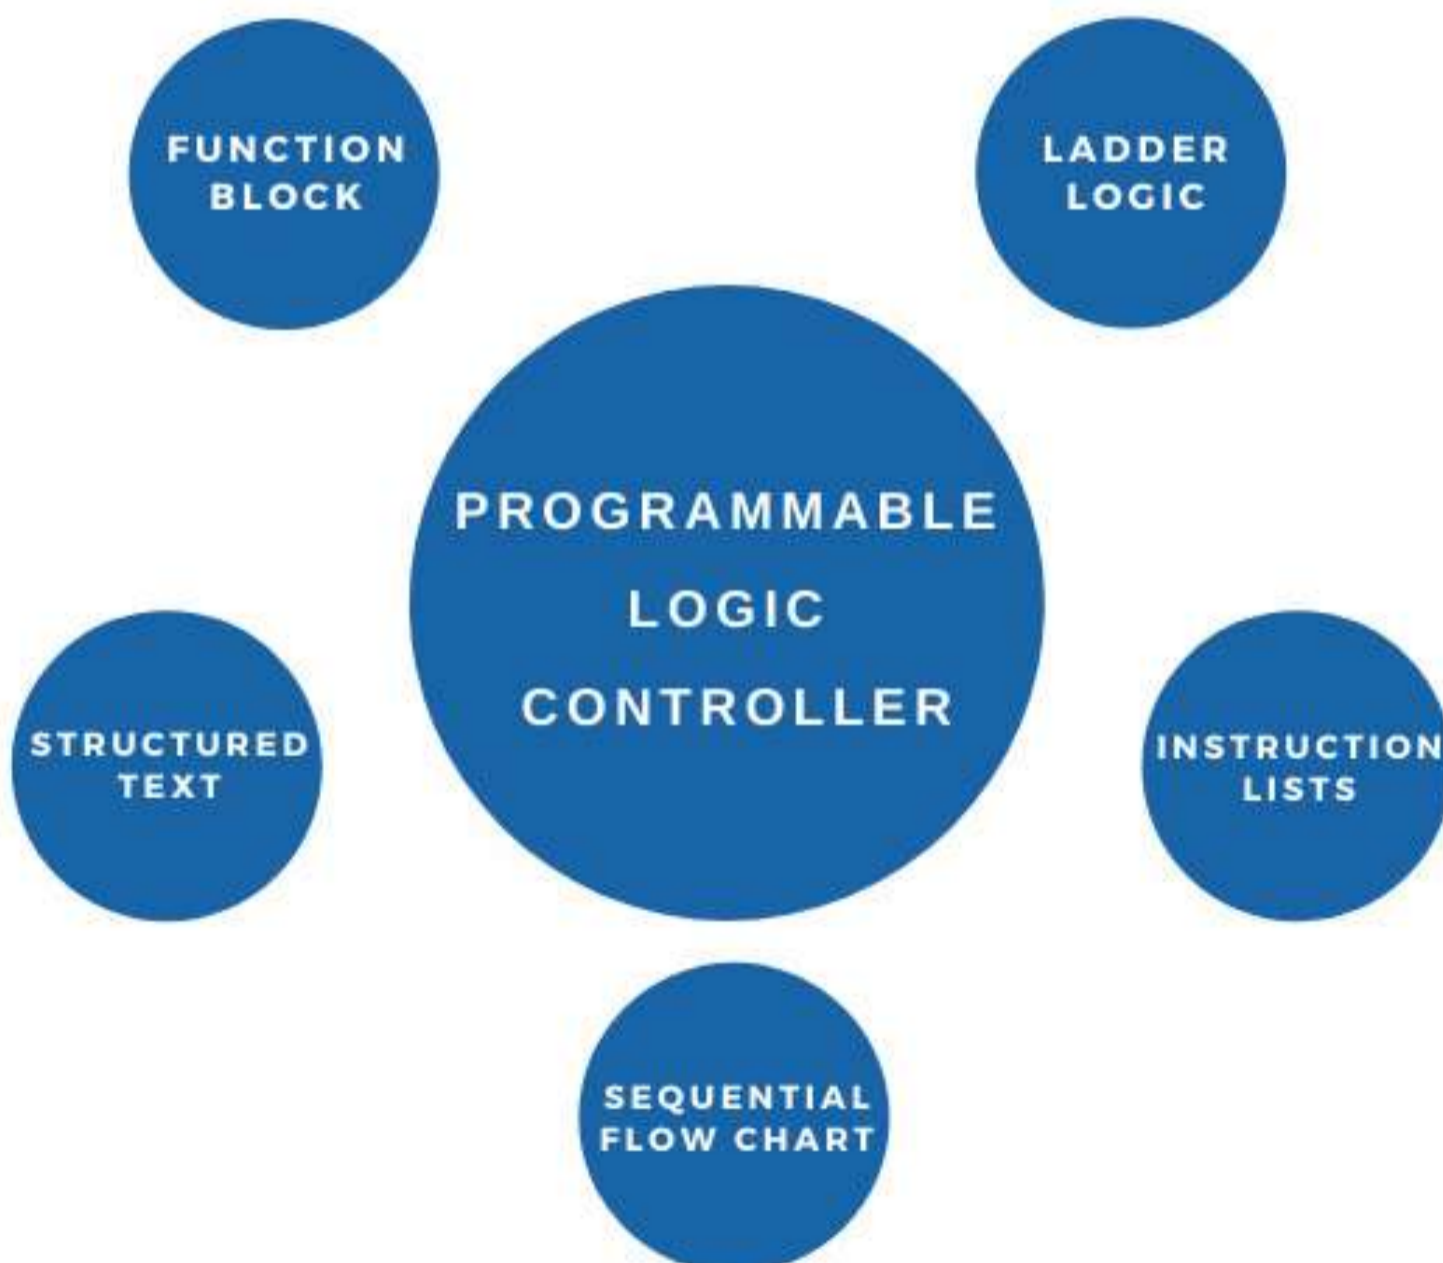 FUNCTION
BLOCK
LADDER
LOGIC
PROGRAMMABLE
LOGIC
CONTROLLER
STRUCTURED
TEXT
INSTRUCTION
LISTS
SEQUENTIAL
FLOW CHART